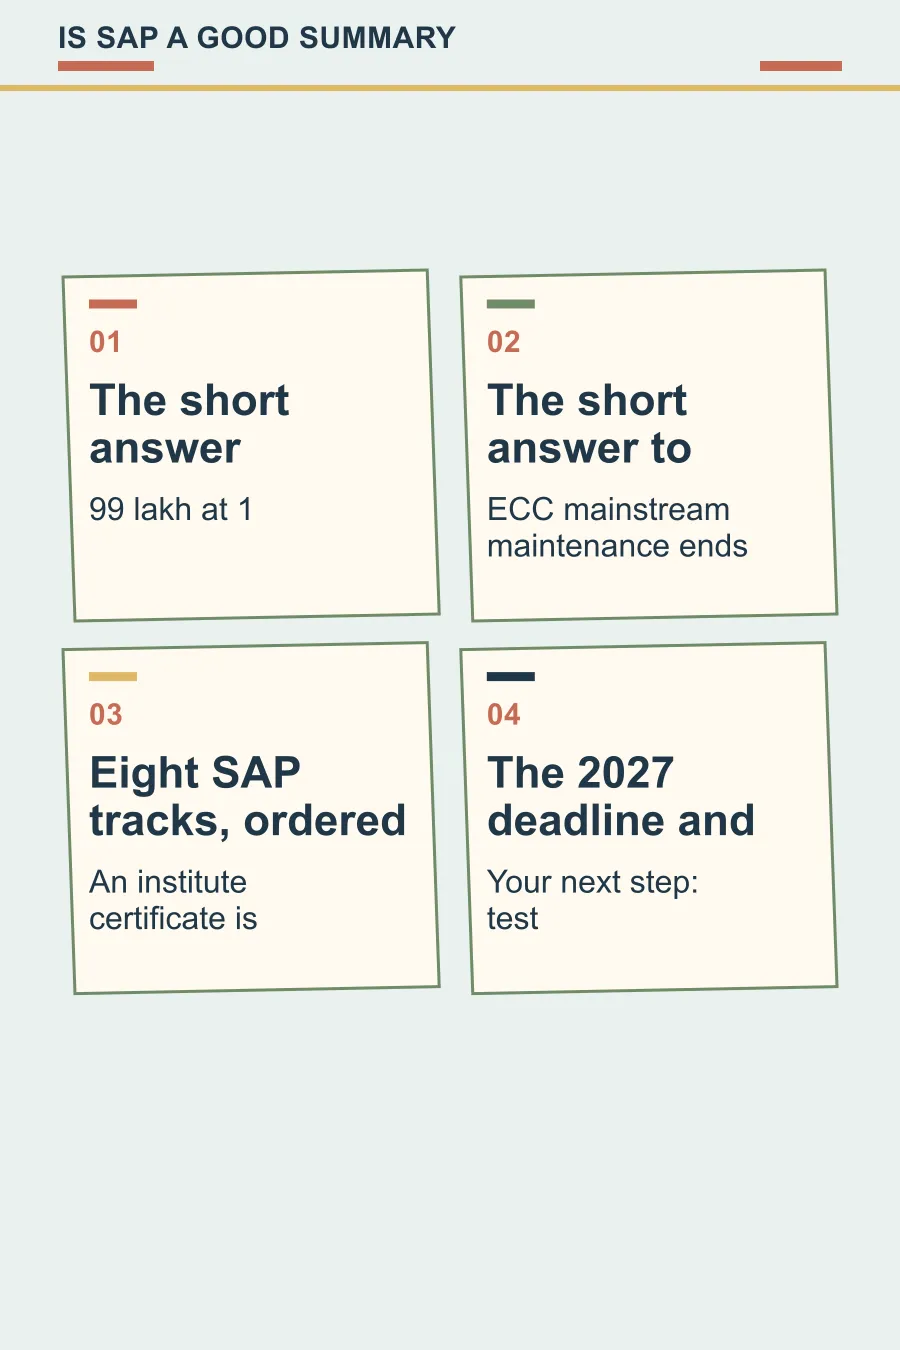 IS SAP A GOOD SUMMARY
01
The short
answer
99 lakh at 1
02
The short
answer to
ECC mainstream
maintenance ends
03
Eight SAP
tracks, ordered
An institute
certificate is
04
The 2027
deadline and
Your next step:
test